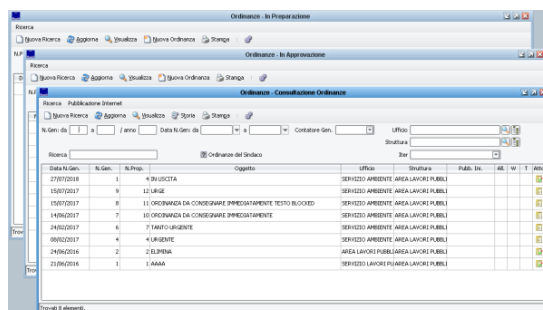 Ordinanze - In Preparazione
Ricerca
Nuova Ricerca Aggiorna Visualizza Nuova Ordinanza Stampa
Ordinanze - In Approvazione
Ricerca
Nuova Ricerca Aggiorna Visualizza Nuova Ordinanza Stampa
Ordinanze - Consultazione Ordinanze
Ricerca Pubblicazione Internet
Nuova Ricerca Aggiorna Visualizza Storia Stampa
N.Gen: da a / anno Data N.Gen: da a Contatore Gen. Ufficio
Struttura
Ricerca Ordinanze del Sindaco Iter
Data N.Gen. N.Gen. N.Prop. Oggetto Ufficio Struttura Pubb. Int. All. W T Atto
27/07/2018 1 4 IN USCITA SERVIZIO AMBIENTE AREA LAVORI PUBBLI
15/07/2017 9 12 URGE SERVIZIO AMBIENTE AREA LAVORI PUBBLI
15/07/2017 8 11 ORDINANZA DA CONSEGNARE IMMEDIATAMENTE TESTO BLOCKED SERVIZIO AMBIENTE AREA LAVORI PUBBLI
14/06/2017 7 10 ORDINANZA DA CONSEGNARE IMMEDIATAMENTE SERVIZIO AMBIENTE AREA LAVORI PUBBLI
24/02/2017 6 7 TANTO URGENTE SERVIZIO AMBIENTE AREA LAVORI PUBBLI
08/02/2017 4 4 URGENTE SERVIZIO AMBIENTE AREA LAVORI PUBBLI
24/06/2016 2 2 ELIMINA AREA LAVORI PUBBLI AREA LAVORI PUBBLI
21/06/2016 1 1 AAAA SERVIZIO LAVORI PU AREA LAVORI PUBBLI
Trovati 8 elementi.